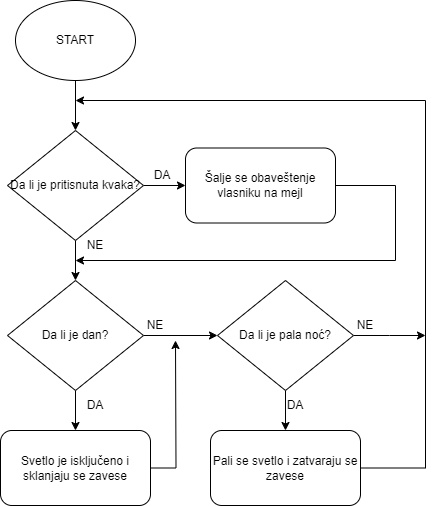 START
Da li je pritisnuta kvaka?
DA
Šalje se obaveštenje
vlasniku na mejl
NE
Da li je dan?
NE
Da li je pala noć?
NE
DA
DA
Svetlo je isključeno i
sklanjaju se zavese
Pali se svetlo i zatvaraju se
zavese